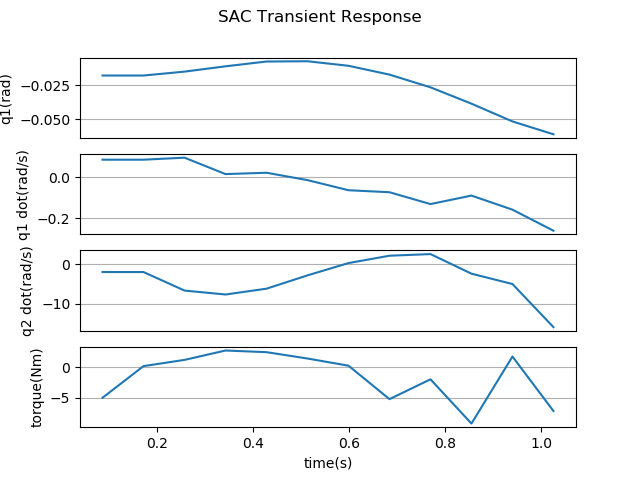 SAC Transient Response
q1(rad)
−0.025
−0.050
q1 dot(rad/s)
0.0
−0.2
q2 dot(rad/s)
0
−10
torque(Nm)
0
−5
0.2 0.4 0.6 0.8 1.0
time(s)